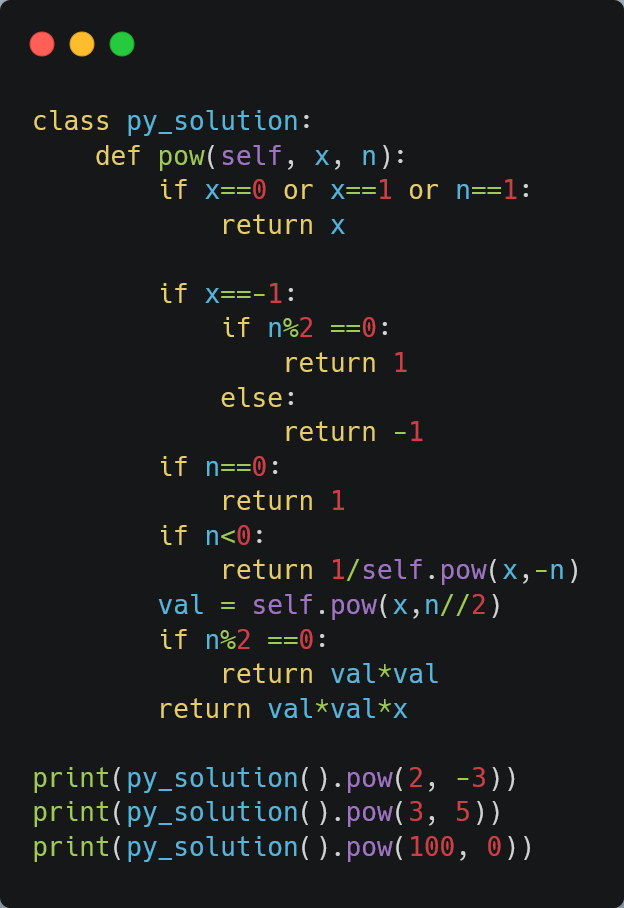 class py_solution:
    def pow(self, x, n):
        if x==0 or x==1 or n==1:
            return x

        if x==-1:
            if n%2 ==0:
                return 1
            else:
                return -1
        if n==0:
            return 1
        if n<0:
            return 1/self.pow(x,-n)
        val = self.pow(x,n//2)
        if n%2 ==0:
            return val*val
        return val*val*x

print(py_solution().pow(2, -3))
print(py_solution().pow(3, 5))
print(py_solution().pow(100, 0))